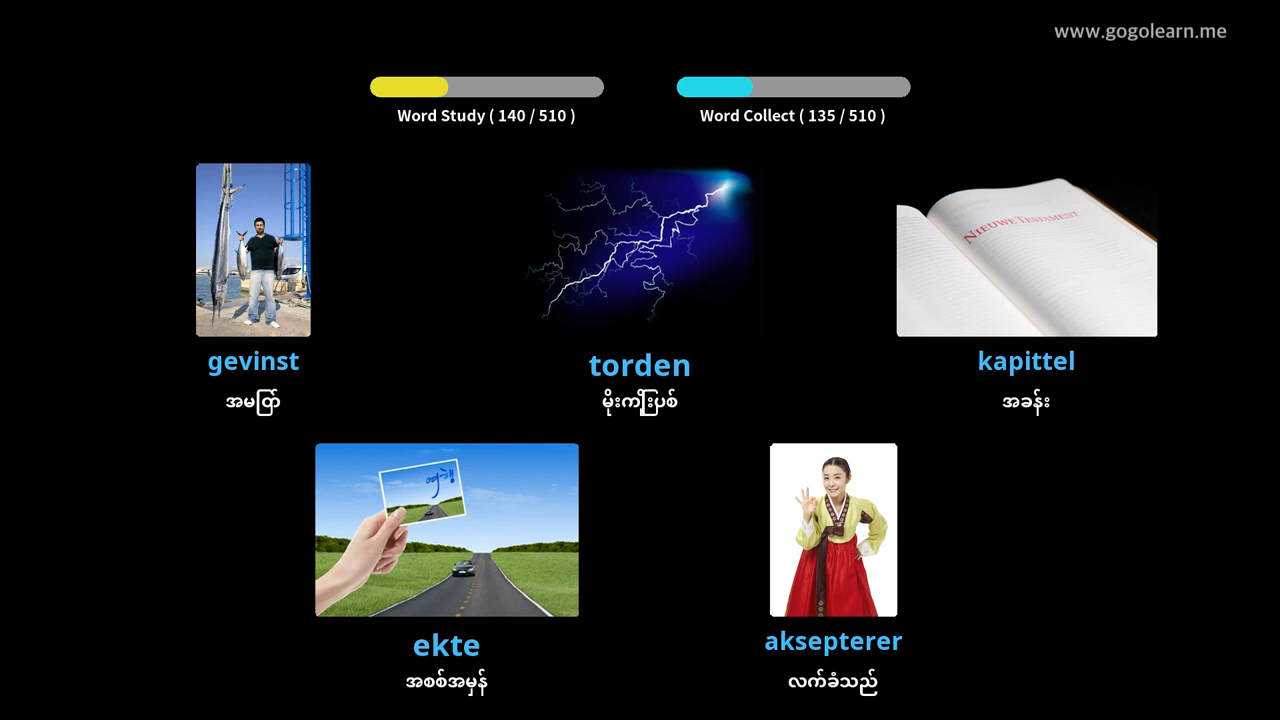 www.gogolearn.me
Word Study ( 140 / 510 )
Word Collect ( 135 / 510 )
NIEUWE TESTAMENT
gevinst
torden
kapittel
အမတြ်
မိုးကြိုးပစ်
အခန်း
여행
ekte
aksepterer
အစစ်အမှန်
လက်ခံသည်